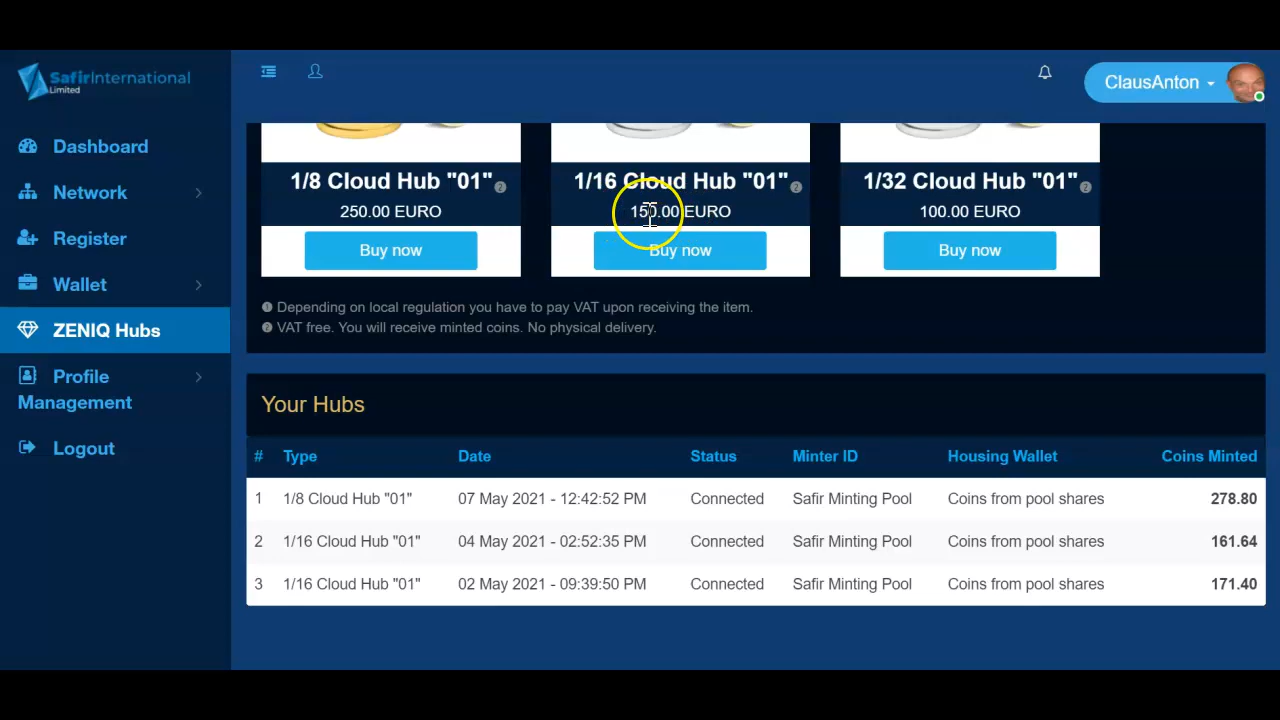 SafirInternational
Limited
ClausAnton
Dashboard
Network
Register
Wallet
ZENIQ Hubs
Profile
Management
Logout
1/8 Cloud Hub "01" 2
250.00 EURO
Buy now
1/16 Cloud Hub "01" 2
150.00 EURO
Buy now
1/32 Cloud Hub "01" 2
100.00 EURO
Buy now
1 Depending on local regulation you have to pay VAT upon receiving the item.
2 VAT free. You will receive minted coins. No physical delivery.
Your Hubs
# Type Date Status Minter ID Housing Wallet Coins Minted
1 1/8 Cloud Hub "01" 07 May 2021 - 12:42:52 PM Connected Safir Minting Pool Coins from pool shares 278.80
2 1/16 Cloud Hub "01" 04 May 2021 - 02:52:35 PM Connected Safir Minting Pool Coins from pool shares 161.64
3 1/16 Cloud Hub "01" 02 May 2021 - 09:39:50 PM Connected Safir Minting Pool Coins from pool shares 171.40